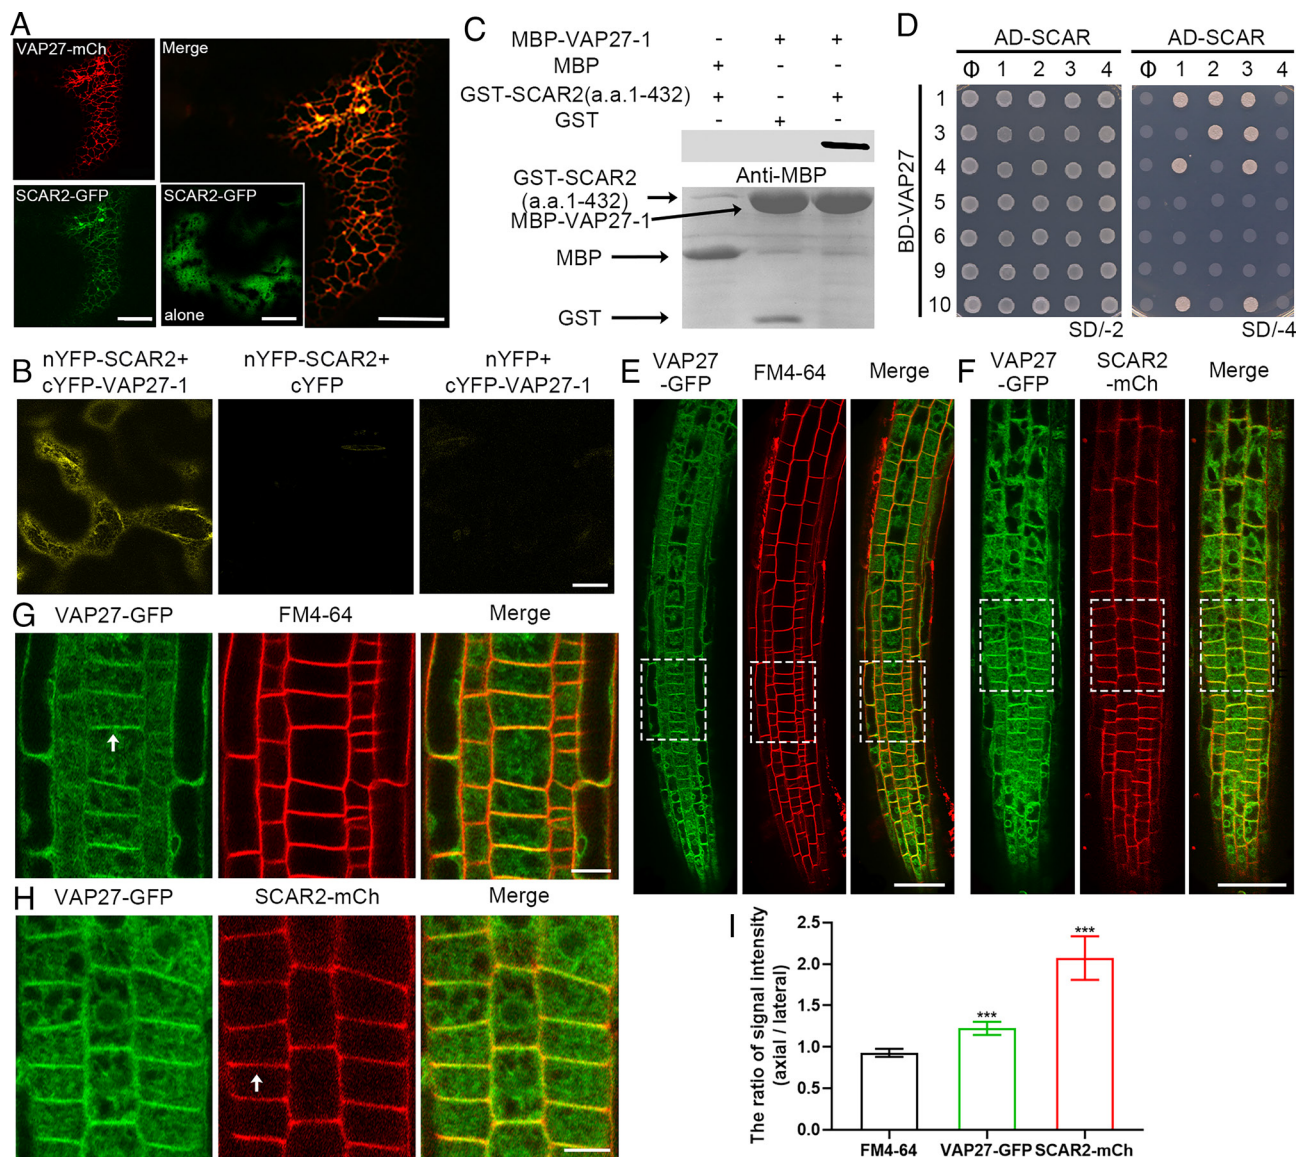 A
VAP27-mCh
Merge
SCAR2-GFP
SCAR2-GFP
alone
B
nYFP-SCAR2+
cYFP-VAP27-1
nYFP-SCAR2+
cYFP
nYFP+
cYFP-VAP27-1
C
MBP-VAP27-1 - + +
MBP + - -
GST-SCAR2(a.a.1-432) + - +
GST - + -
Anti-MBP
GST-SCAR2
(a.a.1-432)
MBP-VAP27-1
MBP
GST
D
AD-SCAR
AD-SCAR
Φ 1 2 3 4
Φ 1 2 3 4
BD-VAP27
1
3
4
5
6
9
10
SD/-2
SD/-4
E
VAP27
-GFP
FM4-64
Merge
F
VAP27
-GFP
SCAR2
-mCh
Merge
G
VAP27-GFP
FM4-64
Merge
H
VAP27-GFP
SCAR2-mCh
Merge
I
The ratio of signal intensity
(axial / lateral)
2.5
2.0
1.5
1.0
0.5
0.0
***
***
FM4-64 VAP27-GFP SCAR2-mCh